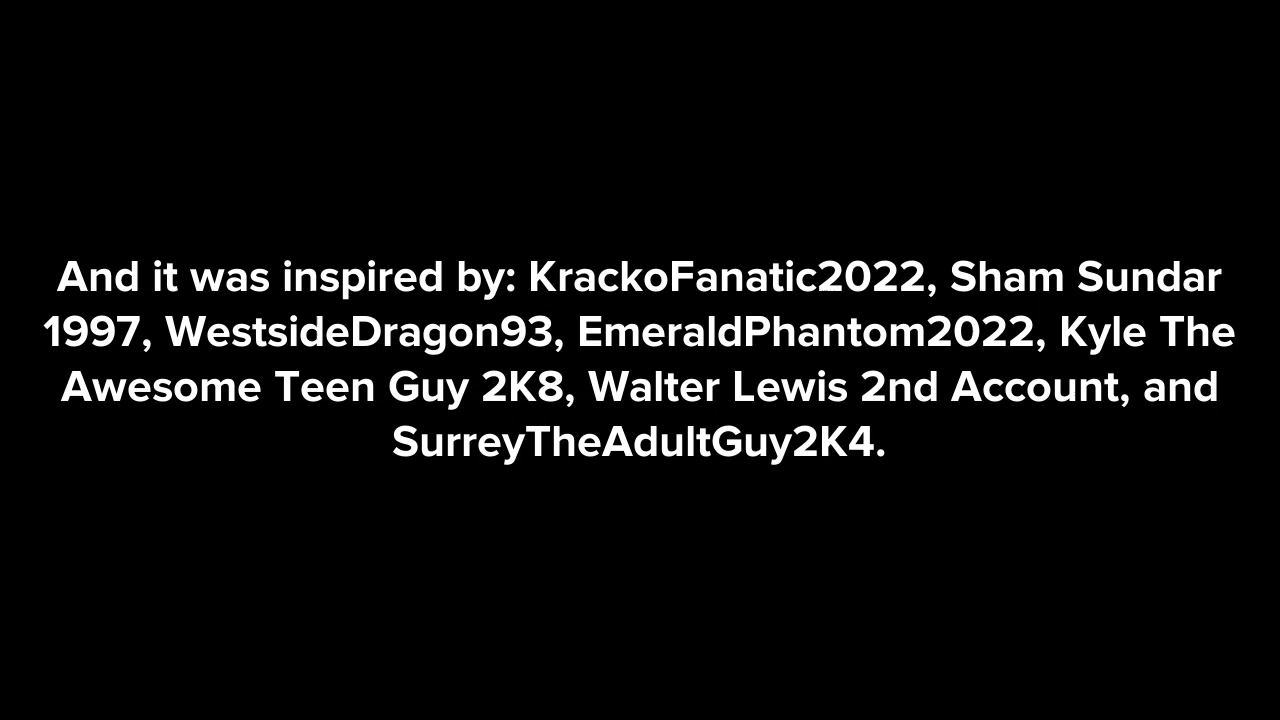 And it was inspired by: KrackoFanatic2022, Sham Sundar
1997, WestsideDragon93, EmeraldPhantom2022, Kyle The
Awesome Teen Guy 2K8, Walter Lewis 2nd Account, and
SurreyTheAdultGuy2K4.